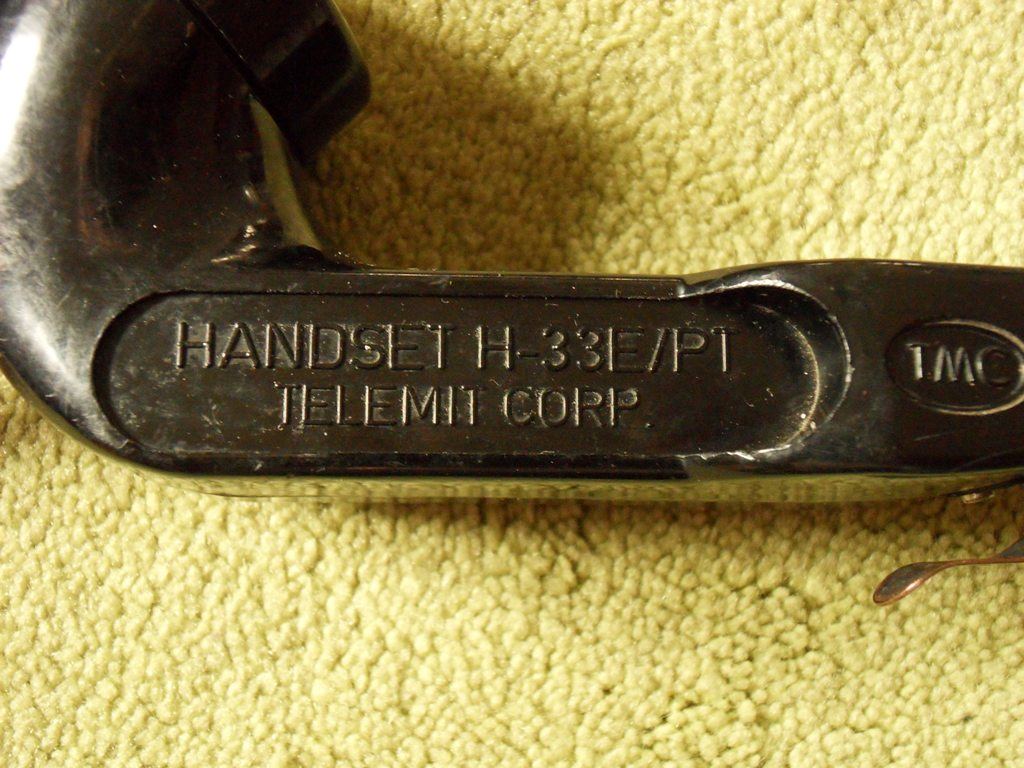 HANDSET H-33E/PT
TELEMIT CORP.
TMC